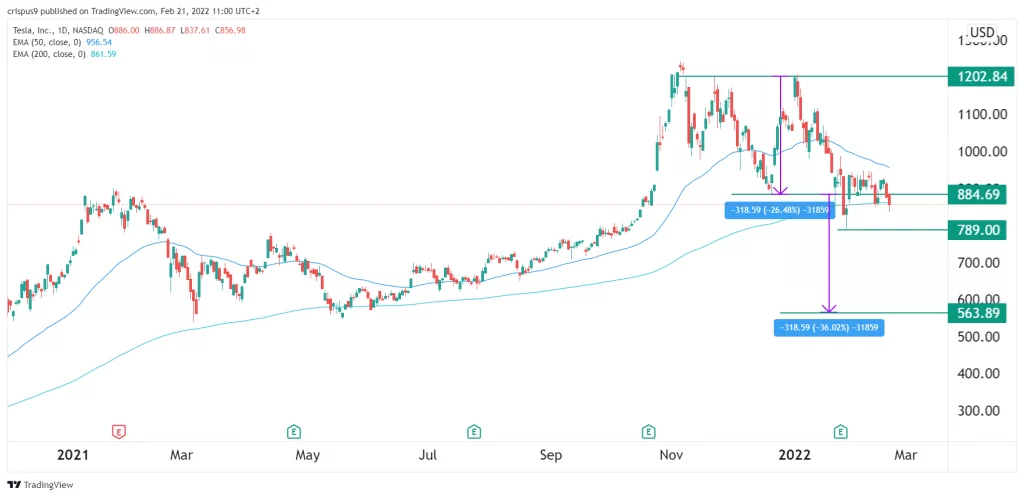 crispus9 published on TradingView.com, Feb 21, 2022 11:00 UTC+2
Tesla, Inc., 1D, NASDAQ O886.00 H886.87 L837.61 C856.98
EMA (50, close, 0) 956.54
EMA (200, close, 0) 861.59
USD
1300.00
1202.84
1100.00
1000.00
884.69
−318.59 (−26.48%) −31859
789.00
700.00
600.00
563.89
−318.59 (−36.02%) −31859
500.00
400.00
300.00
E E E E E
2021 Mar May Jul Sep Nov 2022 Mar
TradingView